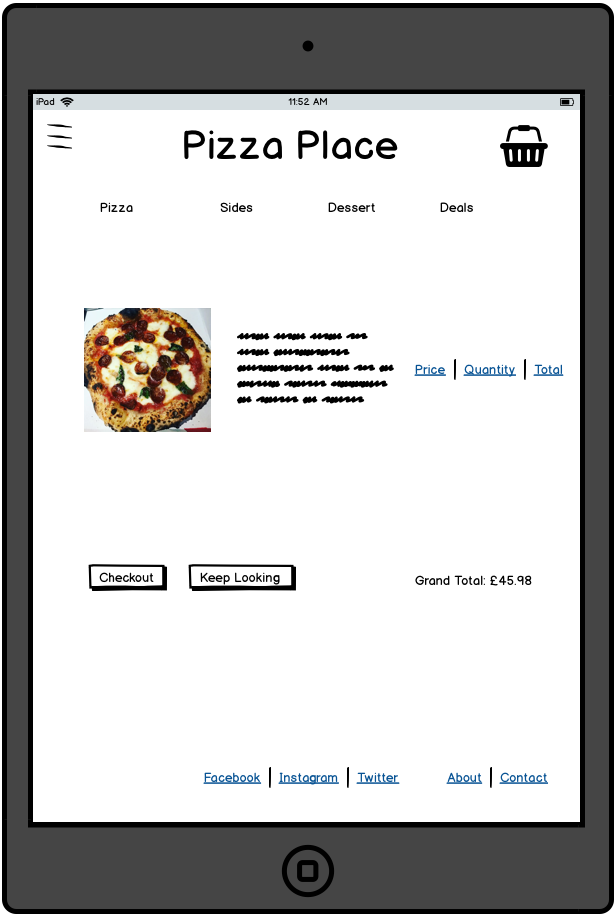 iPad 11:52 AM
Pizza Place
Pizza Sides Dessert Deals
Price Quantity Total
Checkout Keep Looking Grand Total: £45.98
Facebook Instagram Twitter About Contact